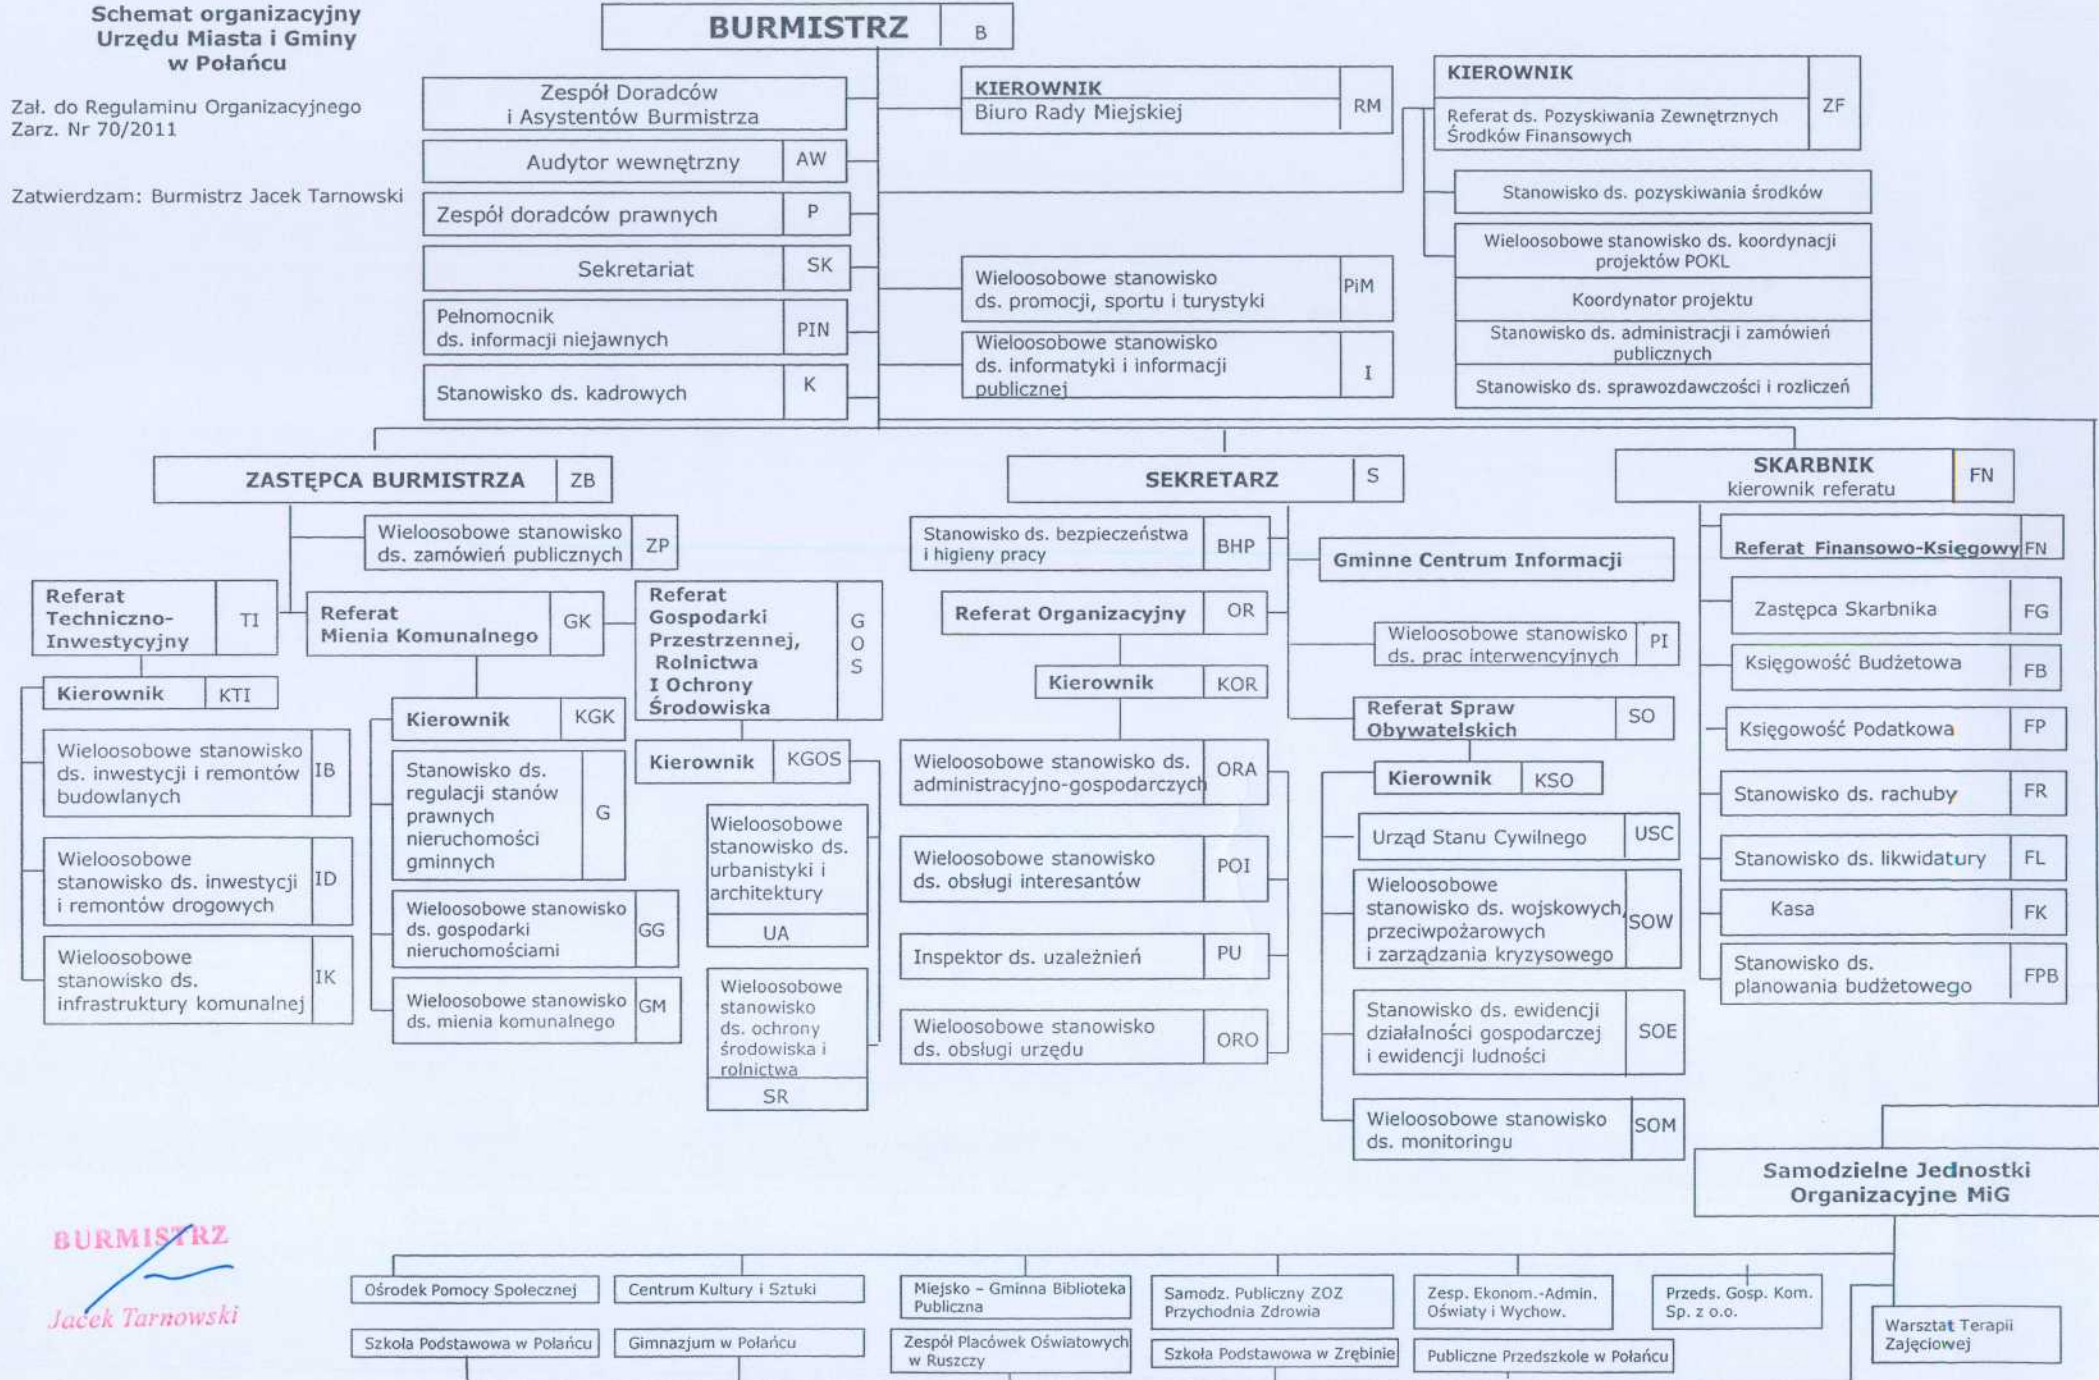 Schemat organizacyjny
Urzędu Miasta i Gminy
w Połańcu
Zał. do Regulaminu Organizacyjnego
Zarz. Nr 70/2011
Zatwierdzam: Burmistrz Jacek Tarnowski
BURMISTRZ B
Zespół Doradców
i Asystentów Burmistrza
Audytor wewnętrzny AW
Zespół doradców prawnych P
Sekretariat SK
Pełnomocnik
ds. informacji niejawnych PIN
Stanowisko ds. kadrowych K
KIEROWNIK
Biuro Rady Miejskiej RM
Wieloosobowe stanowisko
ds. promocji, sportu i turystyki PiM
Wieloosobowe stanowisko
ds. informatyki i informacji
publicznej I
KIEROWNIK
Referat ds. Pozyskiwania Zewnętrznych
Środków Finansowych ZF
Stanowisko ds. pozyskiwania środków
Wieloosobowe stanowisko ds. koordynacji
projektów POKL
Koordynator projektu
Stanowisko ds. administracji i zamówień
publicznych
Stanowisko ds. sprawozdawczości i rozliczeń
ZASTĘPCA BURMISTRZA ZB
Wieloosobowe stanowisko
ds. zamówień publicznych ZP
Referat
Techniczno-
Inwestycyjny TI
Kierownik KTI
Wieloosobowe stanowisko
ds. inwestycji i remontów
budowlanych IB
Wieloosobowe
stanowisko ds. inwestycji
i remontów drogowych ID
Wieloosobowe
stanowisko ds.
infrastruktury komunalnej IK
Referat
Mienia Komunalnego GK
Kierownik KGK
Stanowisko ds.
regulacji stanów
prawnych
nieruchomości
gminnych G
Wieloosobowe stanowisko
ds. gospodarki
nieruchomościami GG
Wieloosobowe stanowisko
ds. mienia komunalnego GM
Referat
Gospodarki
Przestrzennej,
Rolnictwa
I Ochrony
Środowiska
G
O
S
Kierownik KGOS
Wieloosobowe
stanowisko ds.
urbanistyki i
architektury
UA
Wieloosobowe
stanowisko
ds. ochrony
środowiska i
rolnictwa
SR
SEKRETARZ S
Stanowisko ds. bezpieczeństwa
i higieny pracy BHP
Referat Organizacyjny OR
Kierownik KOR
Wieloosobowe stanowisko ds.
administracyjno-gospodarczych ORA
Wieloosobowe stanowisko
ds. obsługi interesantów POI
Inspektor ds. uzależnień PU
Wieloosobowe stanowisko
ds. obsługi urzędu ORO
Gminne Centrum Informacji
Wieloosobowe stanowisko
ds. prac interwencyjnych PI
Referat Spraw
Obywatelskich SO
Kierownik KSO
Urząd Stanu Cywilnego USC
Wieloosobowe
stanowisko ds. wojskowych,
przeciwpożarowych
i zarządzania kryzysowego SOW
Stanowisko ds. ewidencji
działalności gospodarczej
i ewidencji ludności SOE
Wieloosobowe stanowisko
ds. monitoringu SOM
SKARBNIK
kierownik referatu FN
Referat Finansowo-Księgowy FN
Zastępca Skarbnika FG
Księgowość Budżetowa FB
Księgowość Podatkowa FP
Stanowisko ds. rachuby FR
Stanowisko ds. likwidatury FL
Kasa FK
Stanowisko ds.
planowania budżetowego FPB
Samodzielne Jednostki
Organizacyjne MiG
BURMISTRZ
Jacek Tarnowski
Ośrodek Pomocy Społecznej
Centrum Kultury i Sztuki
Miejsko – Gminna Biblioteka
Publiczna
Samodz. Publiczny ZOZ
Przychodnia Zdrowia
Zesp. Ekonom.-Admin.
Oświaty i Wychow.
Przeds. Gosp. Kom.
Sp. z o.o.
Warsztat Terapii
Zajęciowej
Szkoła Podstawowa w Połańcu
Gimnazjum w Połańcu
Zespół Placówek Oświatowych
w Ruszczy
Szkoła Podstawowa w Zrębinie
Publiczne Przedszkole w Połańcu